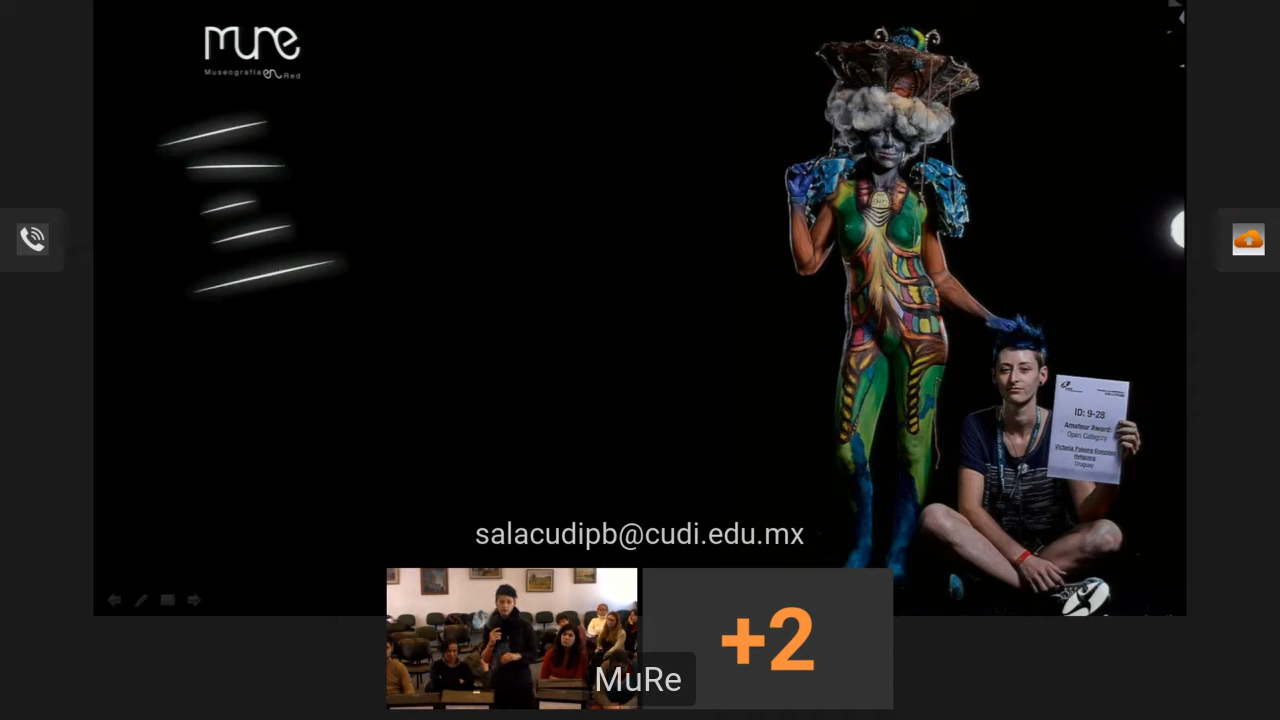 mure
Museografía en Red
ID: 9-28
Amateur Award:
Open Category
Uruguay
salacudipb@cudi.edu.mx
+2
MuRe